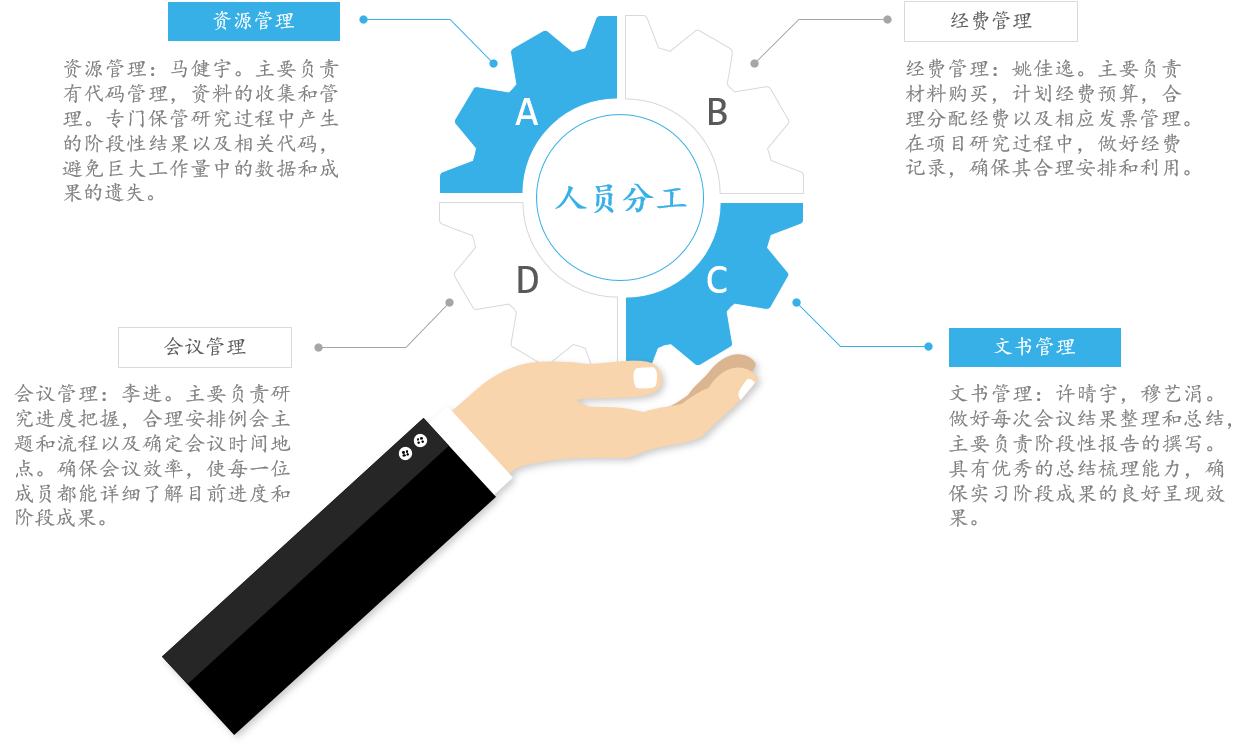 资源管理
资源管理：马健宇。主要负责
有代码管理，资料的收集和管
理。专门保管研究过程中产生
的阶段性结果以及相关代码，
避免巨大工作量中的数据和成
果的遗失。
A
B
经费管理
经费管理：姚佳逸。主要负责
材料购买，计划经费预算，合
理分配经费以及相应发票管理。
在项目研究过程中，做好经费
记录，确保其合理安排和利用。
人员分工
D
C
会议管理
会议管理：李进。主要负责研
究进度把握，合理安排例会主
题和流程以及确定会议时间地
点。确保会议效率，使每一位
成员都能详细了解目前进度和
阶段成果。
文书管理
文书管理：许晴宇，穆艺涓。
做好每次会议结果整理和总结，
主要负责阶段性报告的撰写。
具有优秀的总结梳理能力，确
保实习阶段成果的良好呈现效
果。